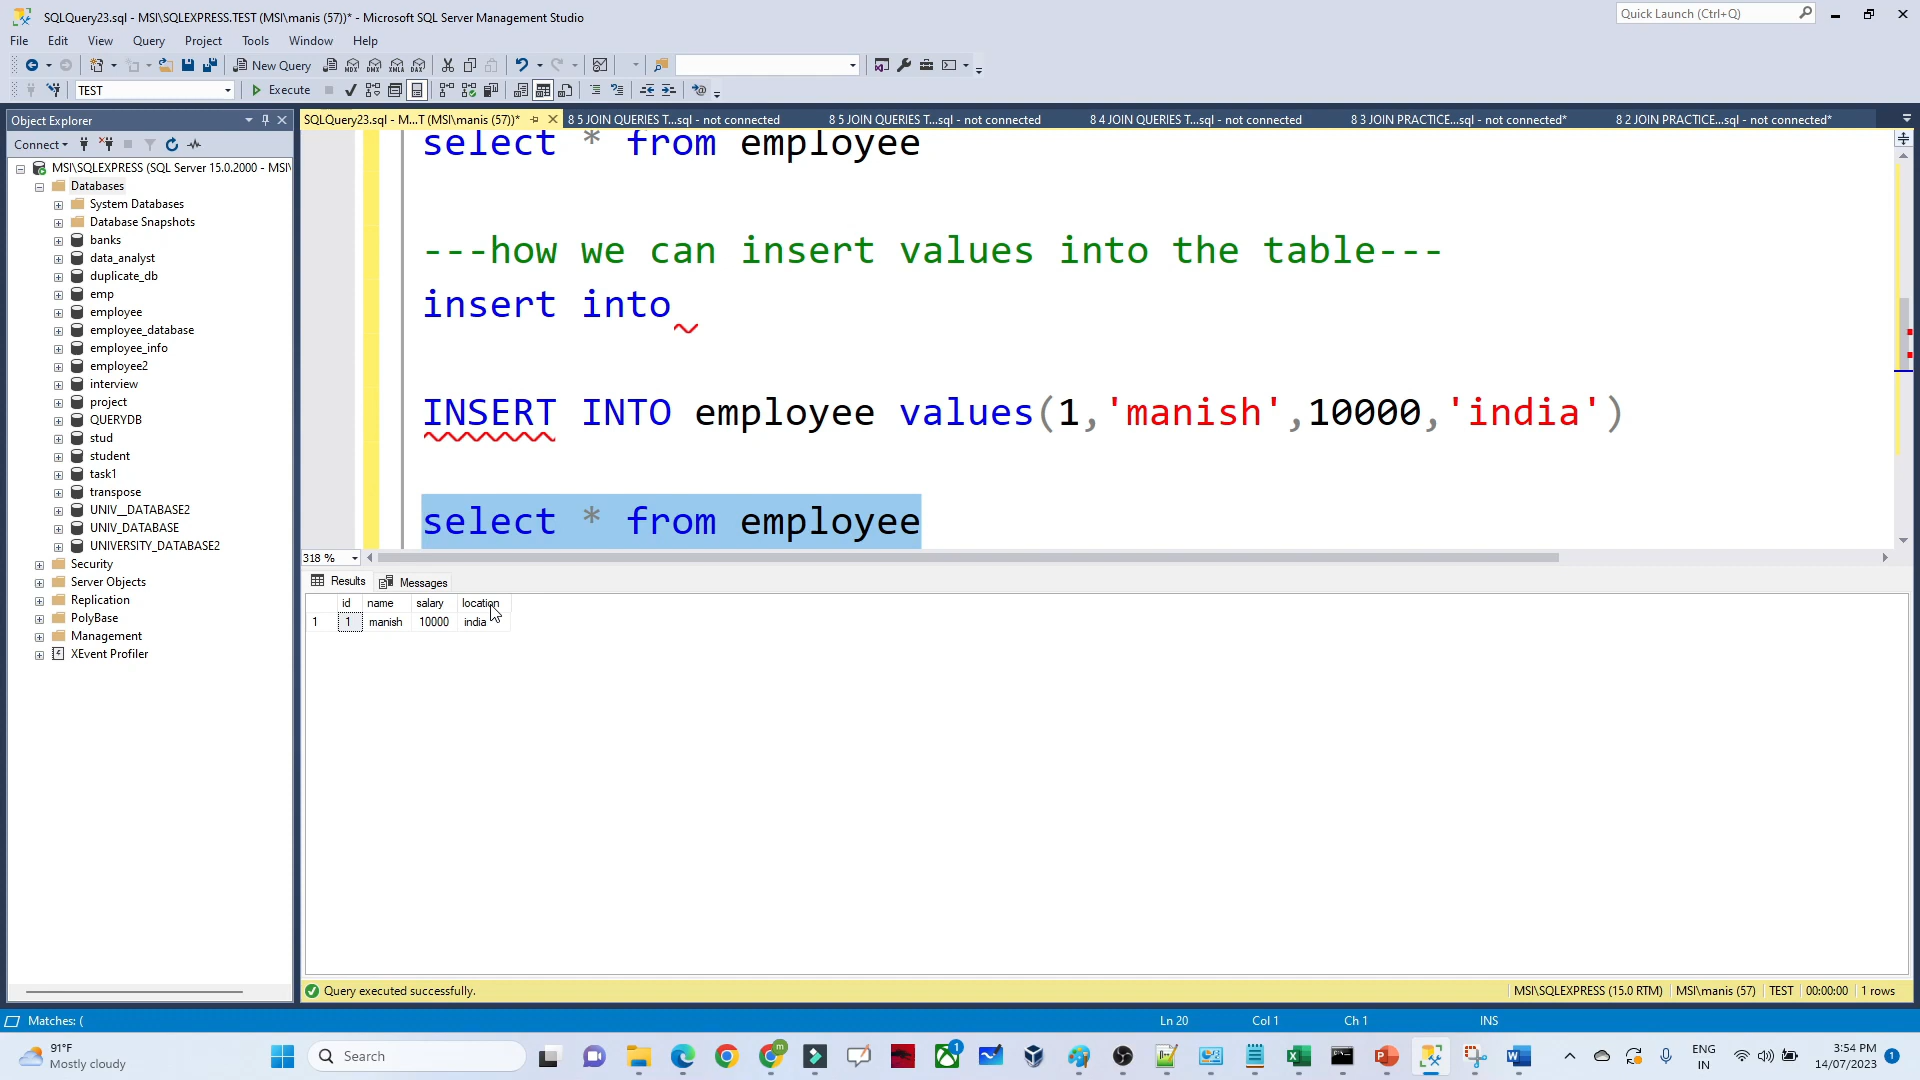 SQLQuery23.sql - MSI\SQLEXPRESS.TEST (MSI\manis (57))* - Microsoft SQL Server Management Studio
Quick Launch (Ctrl+Q)
File Edit View Query Project Tools Window Help
New Query
TEST Execute
Object Explorer
SQLQuery23.sql - M...T (MSI\manis (57))* 8 5 JOIN QUERIES T...sql - not connected 8 5 JOIN QUERIES T...sql - not connected 8 4 JOIN QUERIES T...sql - not connected 8 3 JOIN PRACTICE...sql - not connected* 8 2 JOIN PRACTICE...sql - not connected*
Connect
MSI\SQLEXPRESS (SQL Server 15.0.2000 - MSI\
Databases
System Databases
Database Snapshots
banks
data_analyst
duplicate_db
emp
employee
employee_database
employee_info
employee2
interview
project
QUERYDB
stud
student
task1
transpose
UNIV__DATABASE2
UNIV_DATABASE
UNIVERSITY_DATABASE2
Security
Server Objects
Replication
PolyBase
Management
XEvent Profiler
select * from employee
---how we can insert values into the table---
insert into
INSERT INTO employee values(1,'manish',10000,'india')
select * from employee
318 %
Results Messages
id name salary location
1 1 manish 10000 india
Query executed successfully.
MSI\SQLEXPRESS (15.0 RTM) MSI\manis (57) TEST 00:00:00 1 rows
Matches: (
Ln 20 Col 1 Ch 1 INS
91°F
Mostly cloudy
Search
1
ENG
IN
3:54 PM
14/07/2023
1